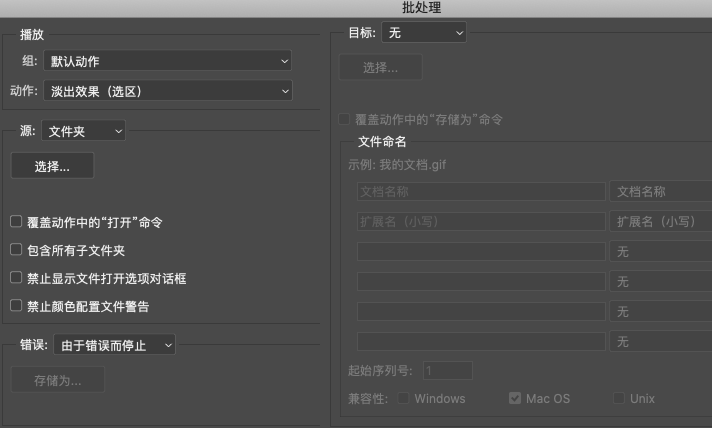 批处理
播放
组: 默认动作
动作: 淡出效果（选区）
源: 文件夹
选择...
覆盖动作中的“打开”命令
包含所有子文件夹
禁止显示文件打开选项对话框
禁止颜色配置文件警告
错误: 由于错误而停止
存储为...
目标: 无
选择...
覆盖动作中的“存储为”命令
文件命名
示例: 我的文档.gif
文档名称 文档名称
扩展名（小写） 扩展名（小写）
无
无
无
无
起始序列号: 1
兼容性: Windows Mac OS Unix